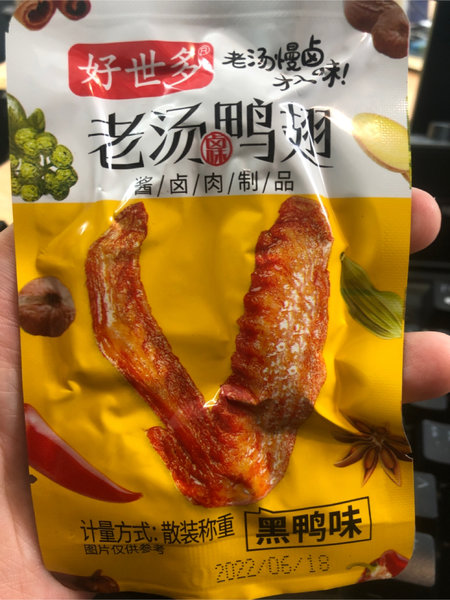 好世多®
老汤慢卤
才入味!
老汤卤味鸭翅
酱/卤/肉/制/品
计量方式:散装称重
图片仅供参考
黑鸭味
2022/06/18